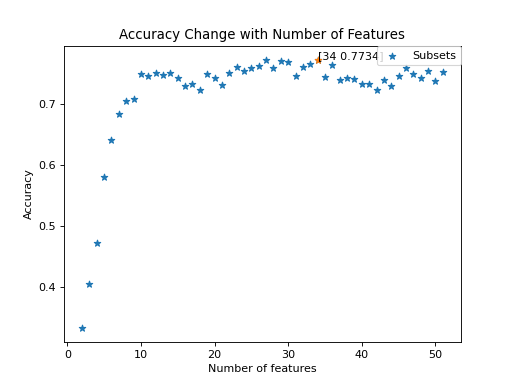 Accuracy Change with Number of Features
[34 0.7734]
Subsets
0.7
0.6
0.5
0.4
Accuracy
0 10 20 30 40 50
Number of features